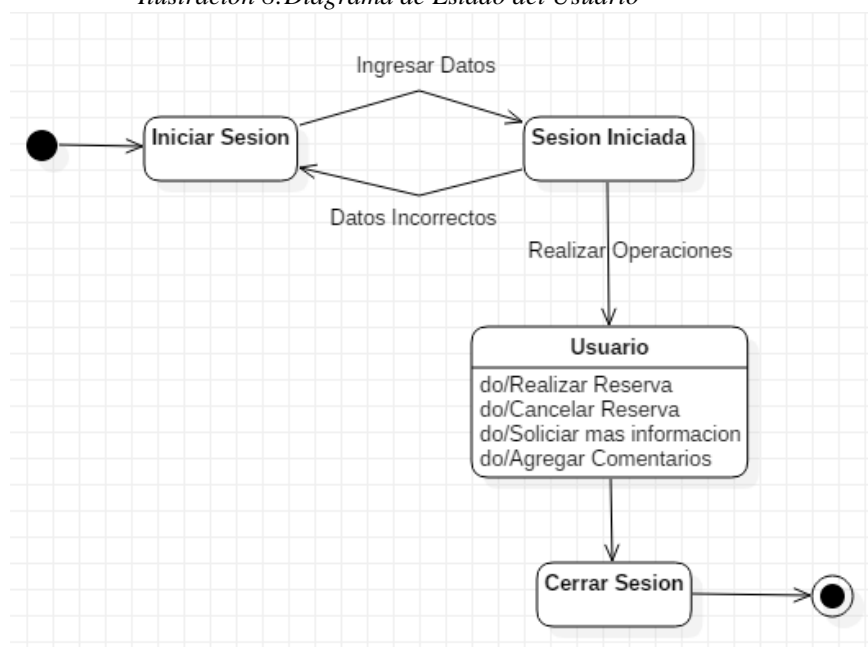 Ilustración 8:Diagrama de Estado del Usuario
Ingresar Datos
Iniciar Sesion
Sesion Iniciada
Datos Incorrectos
Realizar Operaciones
Usuario
do/Realizar Reserva
do/Cancelar Reserva
do/Soliciar mas informacion
do/Agregar Comentarios
Cerrar Sesion